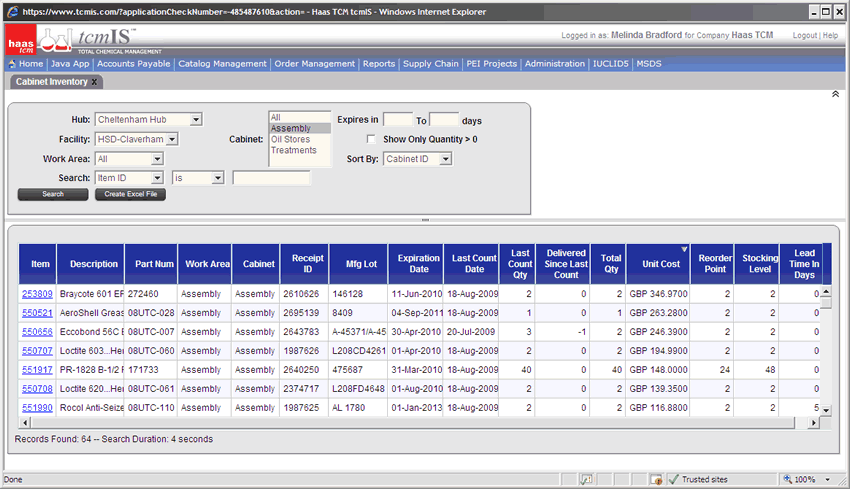 https://www.tcmis.com/?applicationCheckNumber=-485487610&action= - Haas TCM tcmIS - Windows Internet Explorer
haas tcm
tcmIS™
TOTAL CHEMICAL MANAGEMENT
Logged in as: Melinda Bradford for Company Haas TCM
Logout | Help
Home | Java App | Accounts Payable | Catalog Management | Order Management | Reports | Supply Chain | PEI Projects | Administration | IUCLID5 | MSDS
Cabinet Inventory x
Hub: Cheltenham Hub
Facility: HSD-Claverham
Work Area: All
Search: Item ID is
Search Create Excel File
Cabinet: All
Assembly
Oil Stores
Treatments
Expires in To days
Show Only Quantity > 0
Sort By: Cabinet ID
Item Description Part Num Work Area Cabinet Receipt ID Mfg Lot Expiration Date Last Count Date Last Count Qty Delivered Since Last Count Total Qty Unit Cost Reorder Point Stocking Level Lead Time In Days
253809 Braycote 601 EF 272460 Assembly Assembly 2610626 146128 11-Jun-2010 18-Aug-2009 2 0 2 GBP 346.9700 2 2 0
550521 AeroShell Greas 08UTC-028 Assembly Assembly 2695139 8409 04-Sep-2011 18-Aug-2009 1 0 1 GBP 263.2800 2 2 0
550656 Eccobond 56C E 08UTC-007 Assembly Assembly 2643783 A-45371/A-45 30-Apr-2010 20-Jul-2009 3 -1 2 GBP 246.3900 2 2 0
550707 Loctite 603...Her 08UTC-060 Assembly Assembly 1987626 L208CD4261 01-Apr-2010 18-Aug-2009 2 0 2 GBP 194.9900 2 2 0
551917 PR-1828 B-1/2 F 171733 Assembly Assembly 2640250 475687 31-Mar-2010 18-Aug-2009 40 0 40 GBP 148.0000 24 48 0
550708 Loctite 620...Her 08UTC-061 Assembly Assembly 2374717 L208FD4648 01-Aug-2010 18-Aug-2009 2 0 2 GBP 139.3500 2 2 0
551990 Rocol Anti-Seize 08UTC-110 Assembly Assembly 1987625 AL 1780 01-Jan-2013 18-Aug-2009 2 0 2 GBP 116.8800 2 2 5
Records Found: 64 -- Search Duration: 4 seconds
Done
Trusted sites
100%